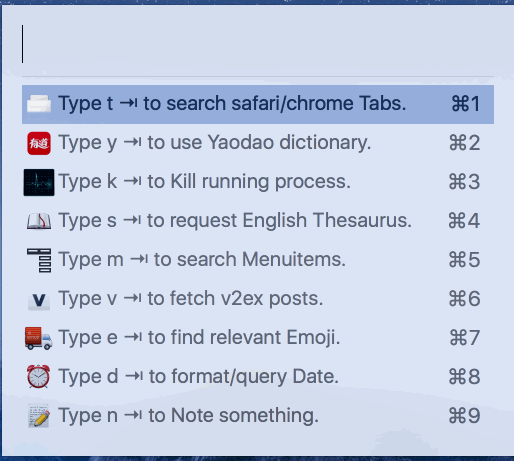 Type t ⇥ to search safari/chrome Tabs. ⌘1
有道 Type y ⇥ to use Yaodao dictionary. ⌘2
Type k ⇥ to Kill running process. ⌘3
Type s ⇥ to request English Thesaurus. ⌘4
Type m ⇥ to search Menuitems. ⌘5
V Type v ⇥ to fetch v2ex posts. ⌘6
Type e ⇥ to find relevant Emoji. ⌘7
Type d ⇥ to format/query Date. ⌘8
Type n ⇥ to Note something. ⌘9